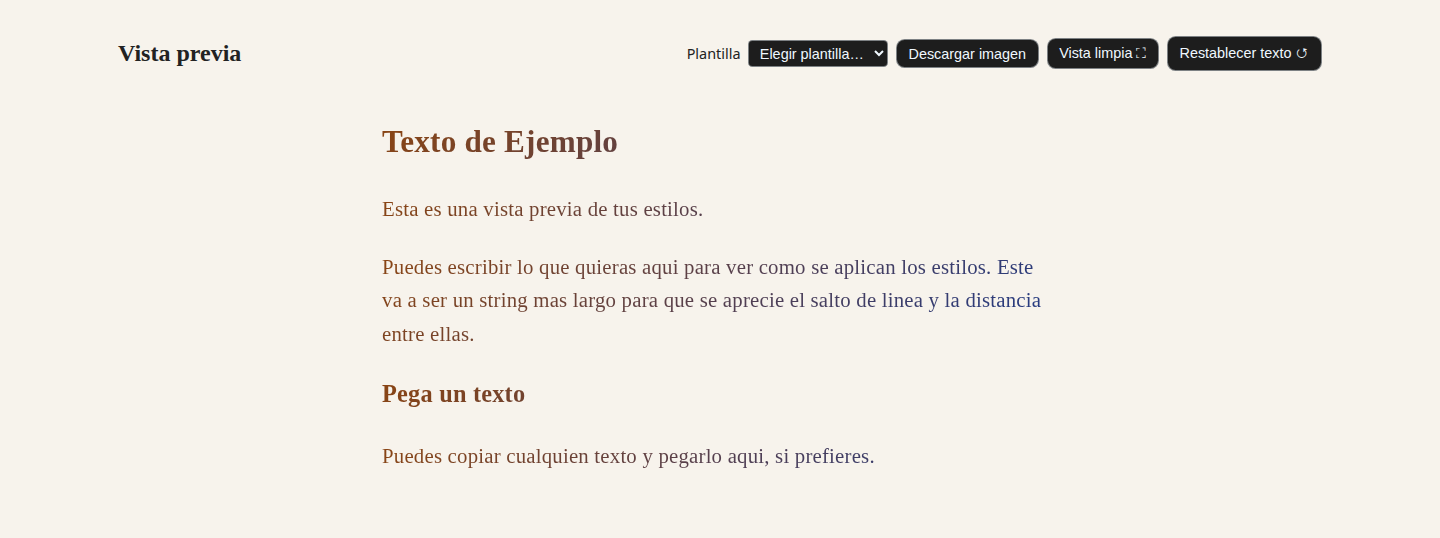 Vista previa
Plantilla Elegir plantilla... Descargar imagen Vista limpia Restablecer texto
Texto de Ejemplo
Esta es una vista previa de tus estilos.
Puedes escribir lo que quieras aqui para ver como se aplican los estilos. Este
va a ser un string mas largo para que se aprecie el salto de linea y la distancia
entre ellas.
Pega un texto
Puedes copiar cualquien texto y pegarlo aqui, si prefieres.